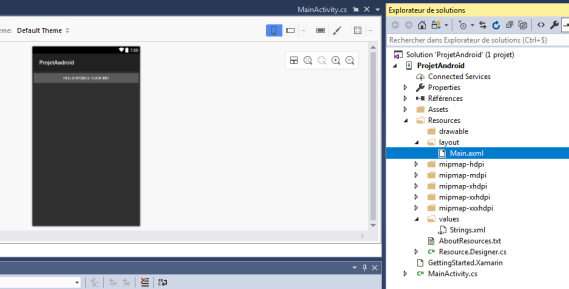 MainActivity.cs
eme: Default Theme
7:00
ProjetAndroid
Explorateur de solutions
Rechercher dans Explorateur de solutions (Ctrl+$)
Solution 'ProjetAndroid' (1 projet)
ProjetAndroid
Connected Services
Properties
Références
Assets
Resources
drawable
layout
Main.axml
mipmap-hdpi
mipmap-mdpi
mipmap-xhdpi
mipmap-xxhdpi
mipmap-xxxhdpi
values
Strings.xml
AboutResources.txt
C# Resource.Designer.cs
GettingStarted.Xamarin
C# MainActivity.cs